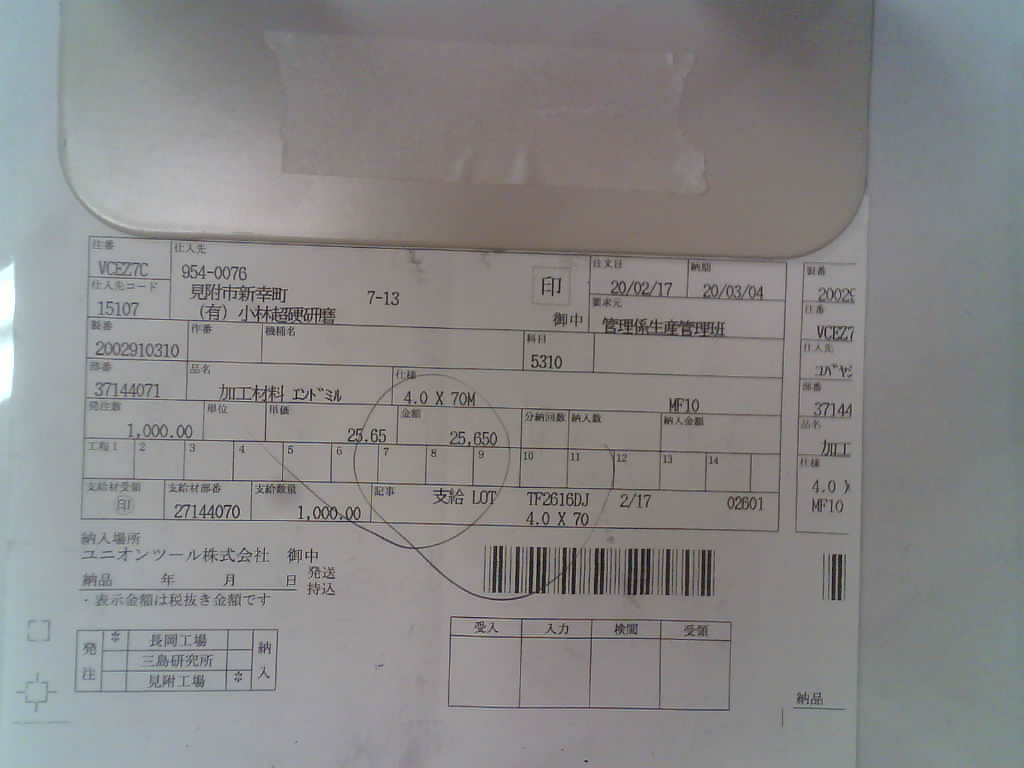 注番 仕入先 注文日 納期
VCEZ7C 954-0076 印 20/02/17 20/03/04
仕入先コード 見附市新幸町 7-13 要求元
15107 (有) 小林超硬研磨 御中 管理係生産管理班
製番 作番 機種名 科目
2002910310 5310
部番 品名 仕様
37144071 加工材料 エンドミル 4.0 X 70M MF10
発注数 単位 単価 金額 分納回数 納入数 納入金額
1,000.00 25.65 25,650
工程 1 2 3 4 5 6 7 8 9 10 11 12 13 14
支給材受領 支給材部番 支給数量 記事 支給 LOT TF2616DJ 2/17 02601
印 27144070 1,000.00 4.0 X 70
納入場所
ユニオンツール株式会社 御中
納品 年 月 日 発送
持込
・表示金額は税抜き金額です
発注 * 長岡工場 納入
三島研究所
見附工場 *
受入 入力 検閲 受領
製番
2002
注番
VCEZ7
仕入先
コバヤシ
部番
37144
品名
加工
仕様
4.0 X
MF10
納品